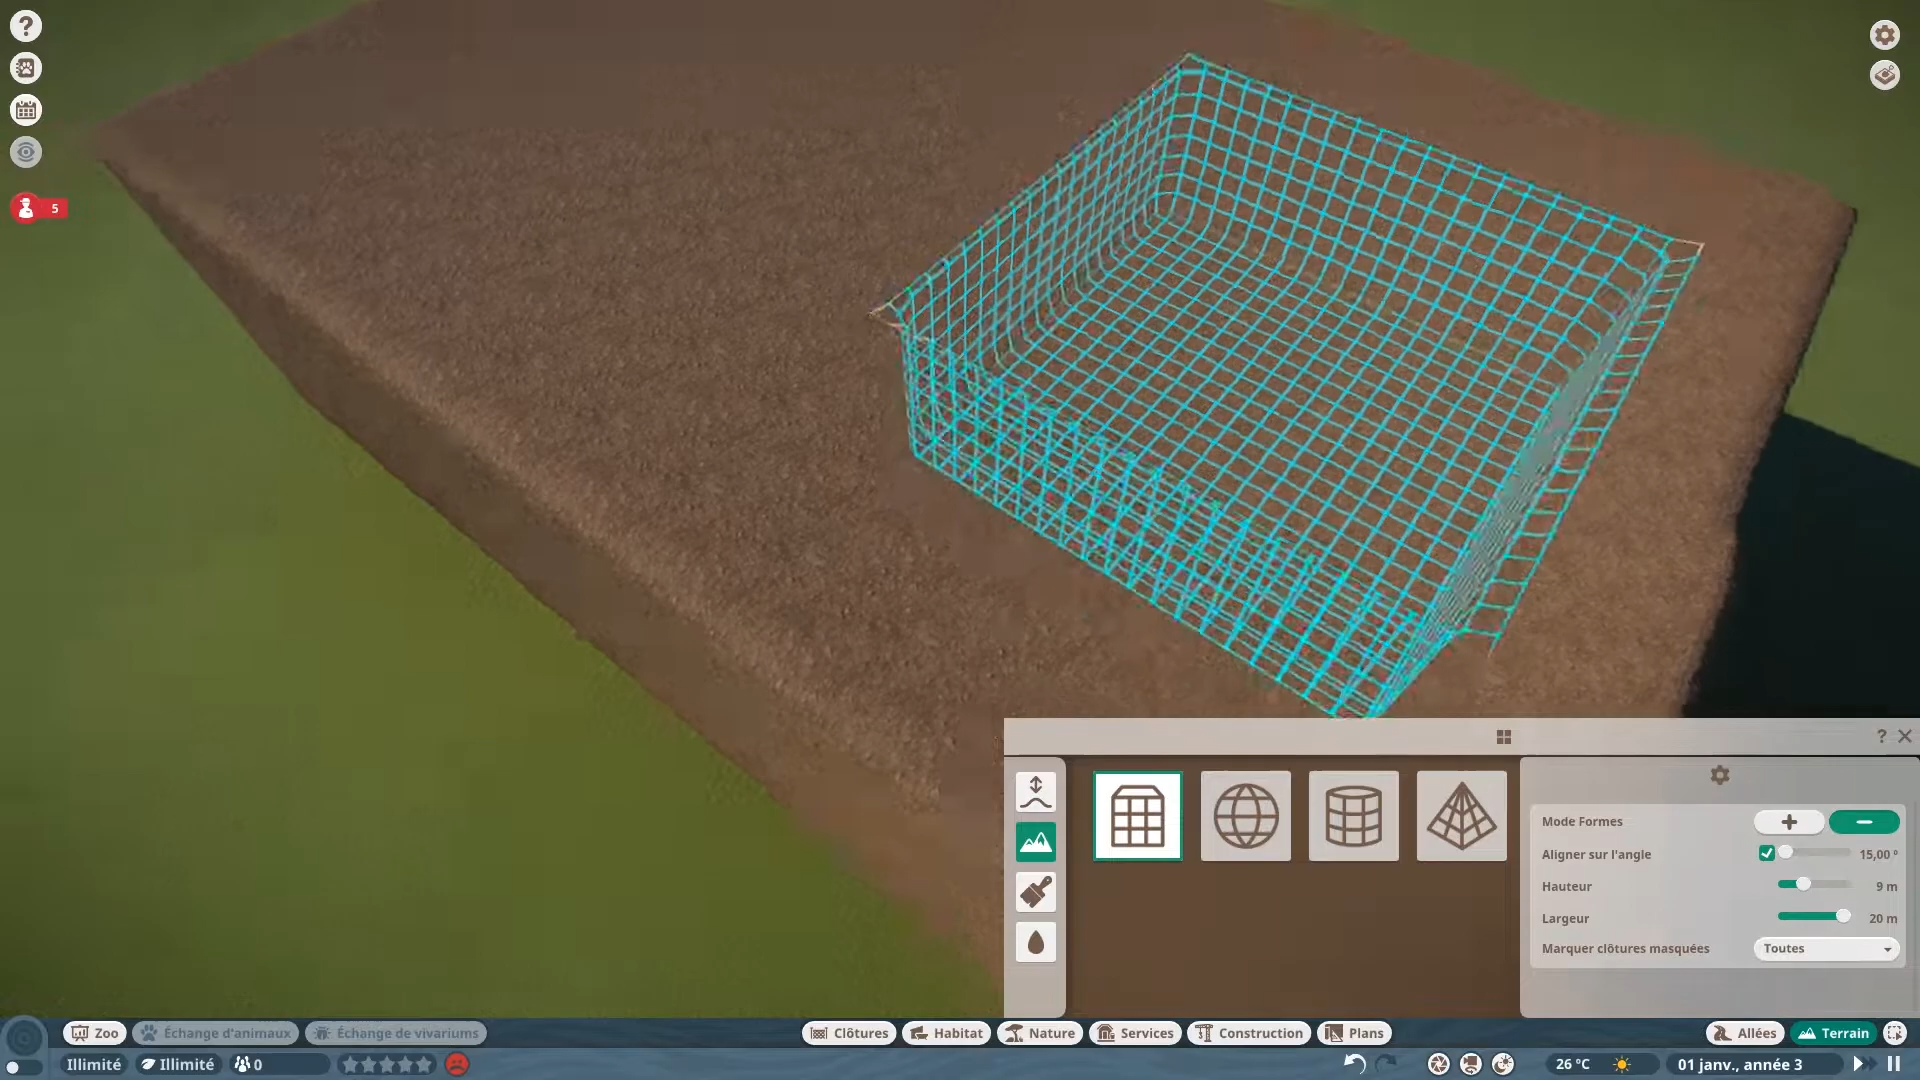 ?
5
? ×
Mode Formes + −
Aligner sur l'angle 15,00 °
Hauteur 9 m
Largeur 20 m
Marquer clôtures masquées Toutes
Zoo Échange d'animaux Échange de vivariums Clôtures Habitat Nature Services Construction Plans Allées Terrain
Illimité Illimité 0 26 °C 01 janv., année 3